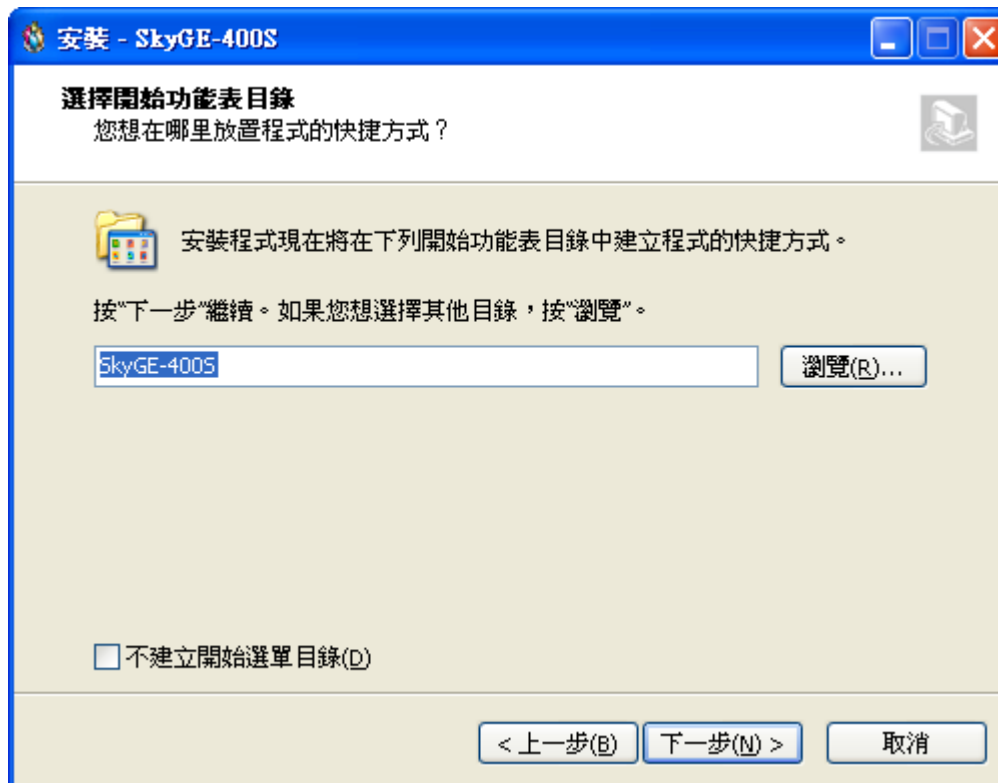 安裝 - SkyGE-400S
選擇開始功能表目錄
您想在哪里放置程式的快捷方式？
安裝程式現在將在下列開始功能表目錄中建立程式的快捷方式。
按"下一步"繼續。如果您想選擇其他目錄，按"瀏覽"。
SkyGE-400S
瀏覽(R)...
不建立開始選單目錄(D)
< 上一步(B)
下一步(N) >
取消